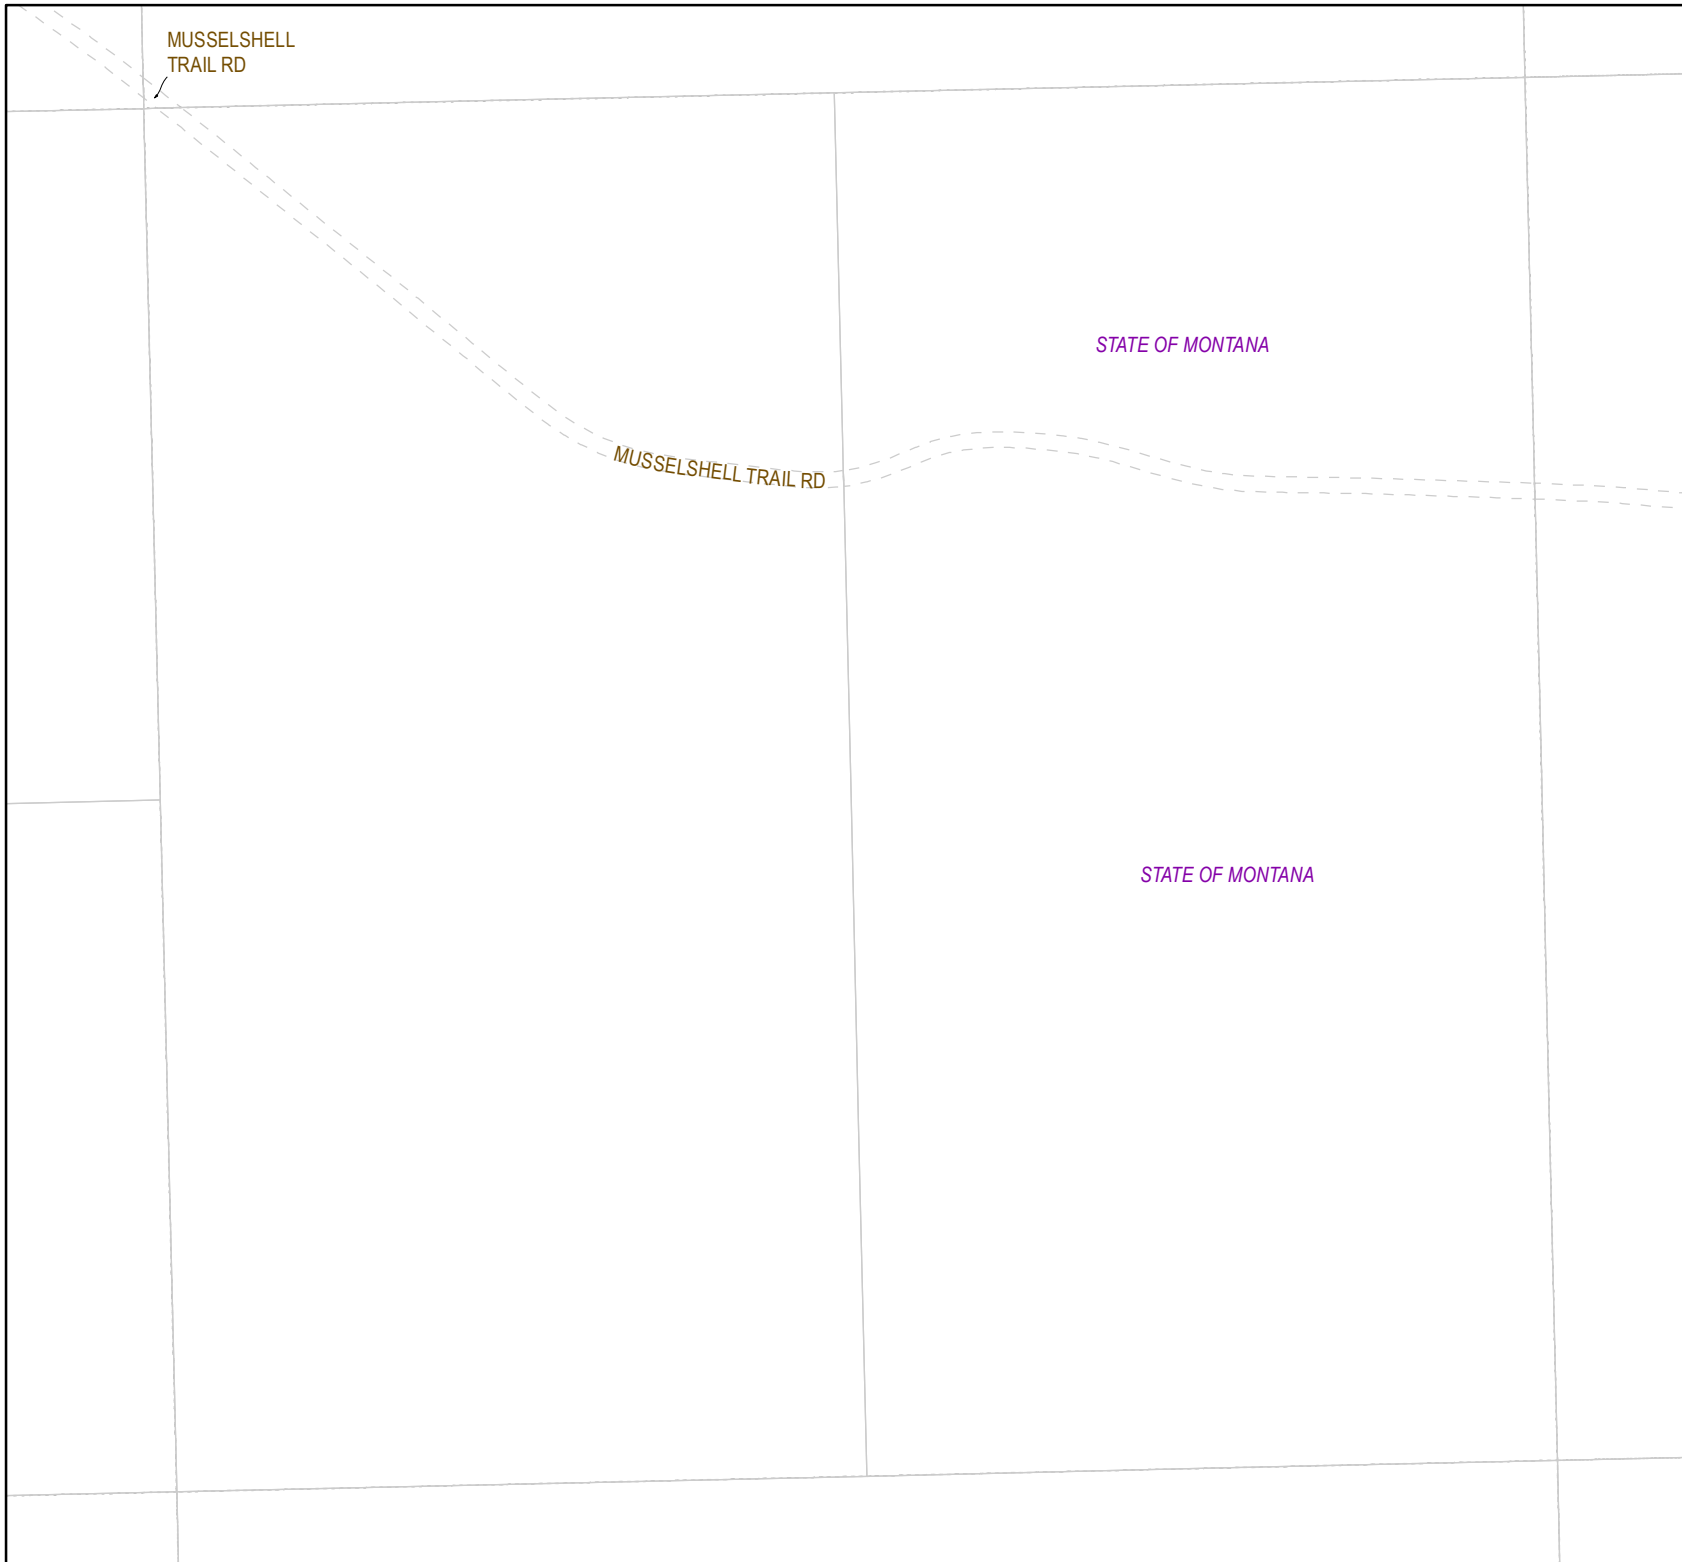 MUSSELSHELL
TRAIL RD
STATE OF MONTANA
MUSSELSHELL TRAIL RD
STATE OF MONTANA